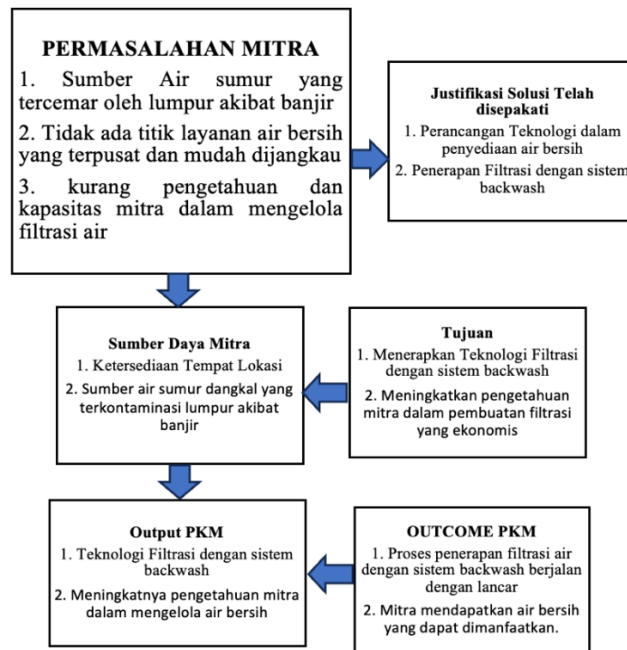 PERMASALAHAN MITRA
1. Sumber Air sumur yang
tercemar oleh lumpur akibat banjir
2. Tidak ada titik layanan air bersih
yang terpusat dan mudah dijangkau
3. kurang pengetahuan dan
kapasitas mitra dalam mengelola
filtrasi air
Justifikasi Solusi Telah
disepakati
1. Perancangan Teknologi dalam
penyediaan air bersih
2. Penerapan Filtrasi dengan sistem
backwash
Sumber Daya Mitra
1. Ketersediaan Tempat Lokasi
2. Sumber air sumur dangkal yang
terkontaminasi lumpur akibat
banjir
Tujuan
1. Menerapkan Teknologi Filtrasi
dengan sistem backwash
2. Meningkatkan pengetahuan
mitra dalam pembuatan filtrasi
yang ekonomis
Output PKM
1. Teknologi Filtrasi dengan sistem
backwash
2. Meningkatnya pengetahuan mitra
dalam mengelola air bersih
OUTCOME PKM
1. Proses penerapan filtrasi air
dengan sistem backwash berjalan
dengan lancar
2. Mitra mendapatkan air bersih
yang dapat dimanfaatkan.